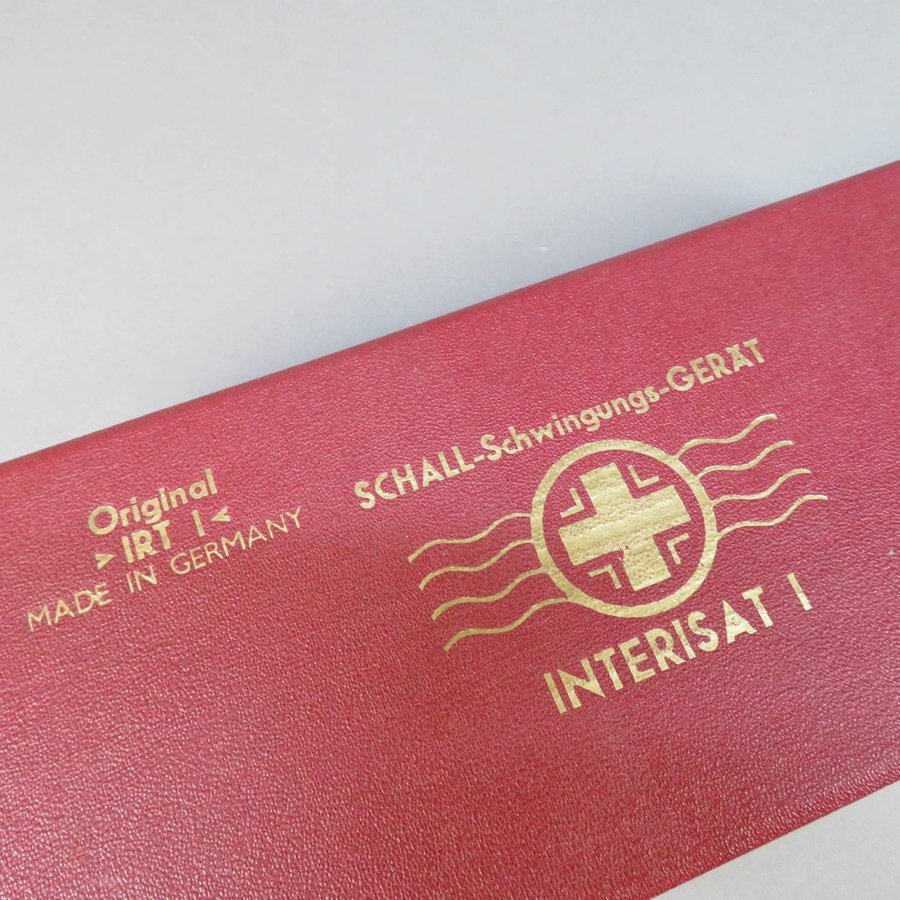 Original
>IRT I<
MADE IN GERMANY
SCHALL-Schwingungs-GERÄT
INTERISAT I